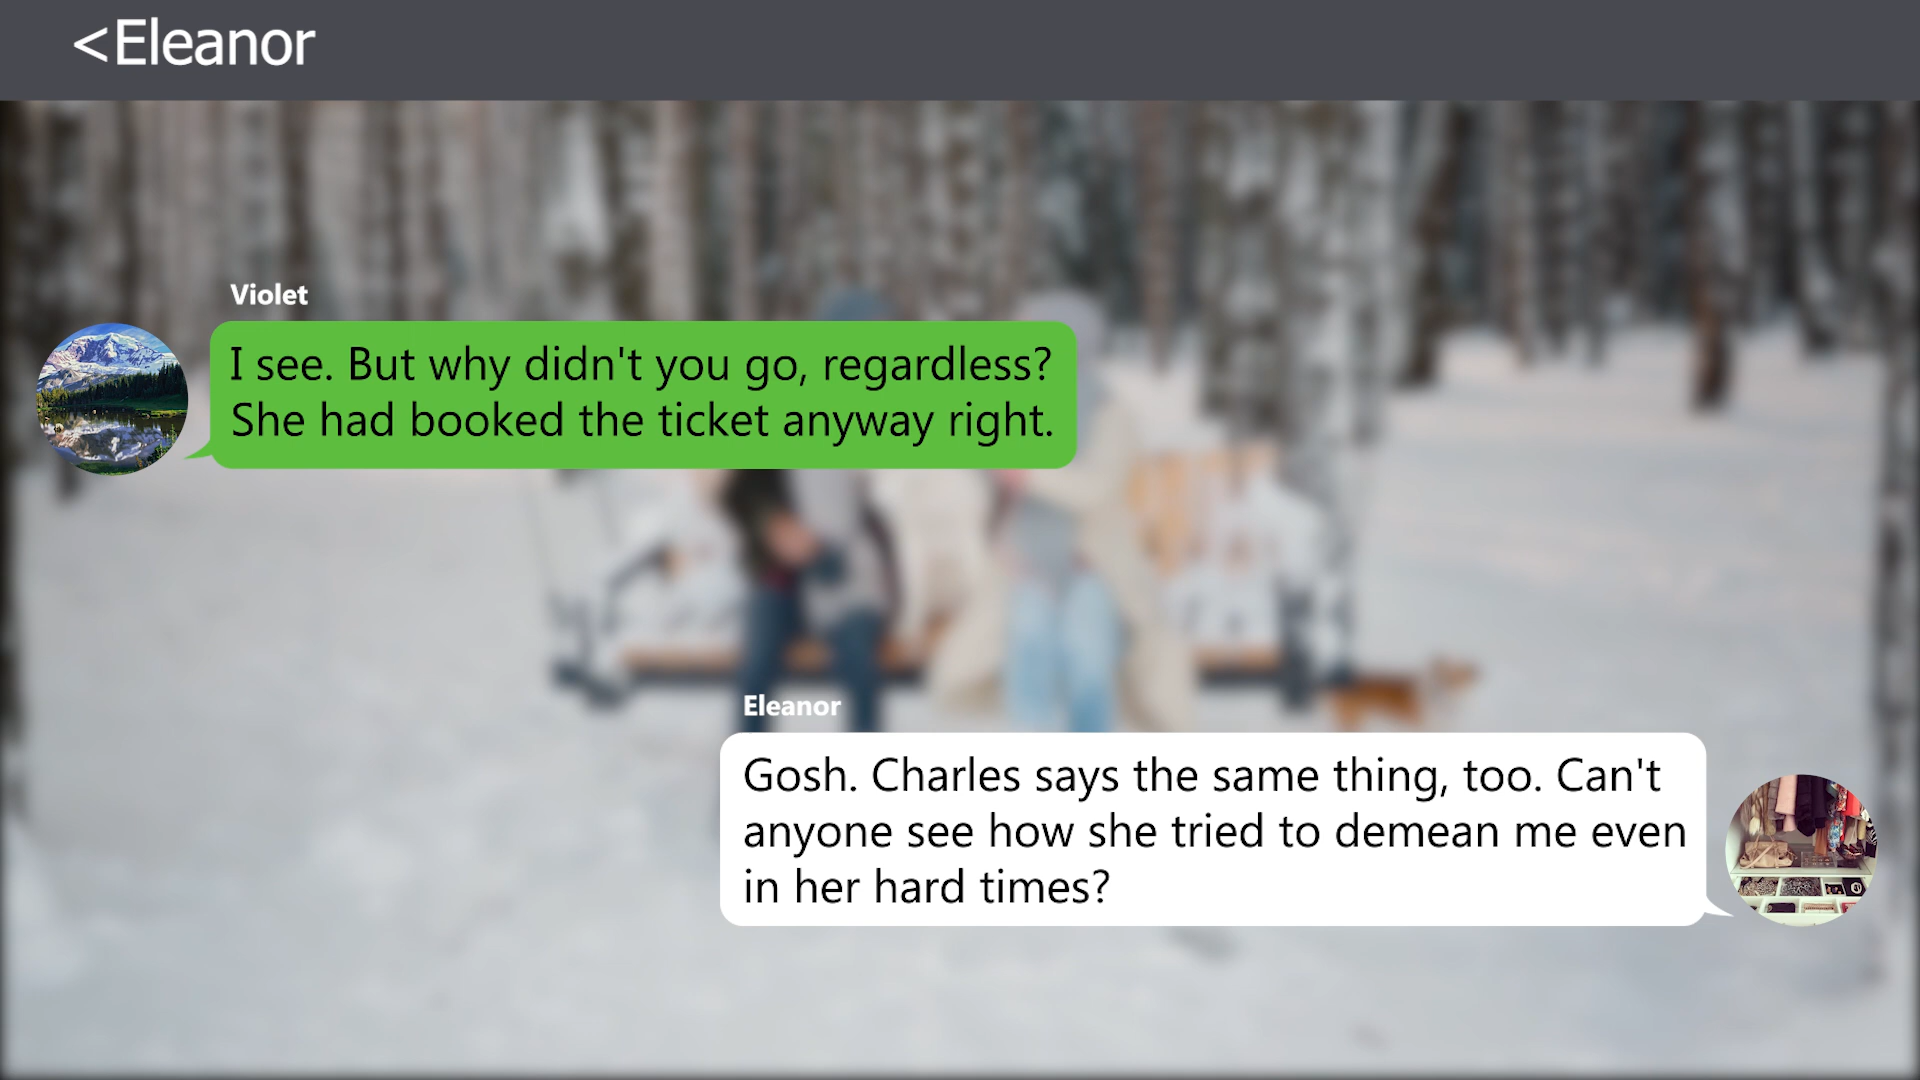 <Eleanor
Violet
I see. But why didn't you go, regardless?
She had booked the ticket anyway right.
Eleanor
Gosh. Charles says the same thing, too. Can't
anyone see how she tried to demean me even
in her hard times?